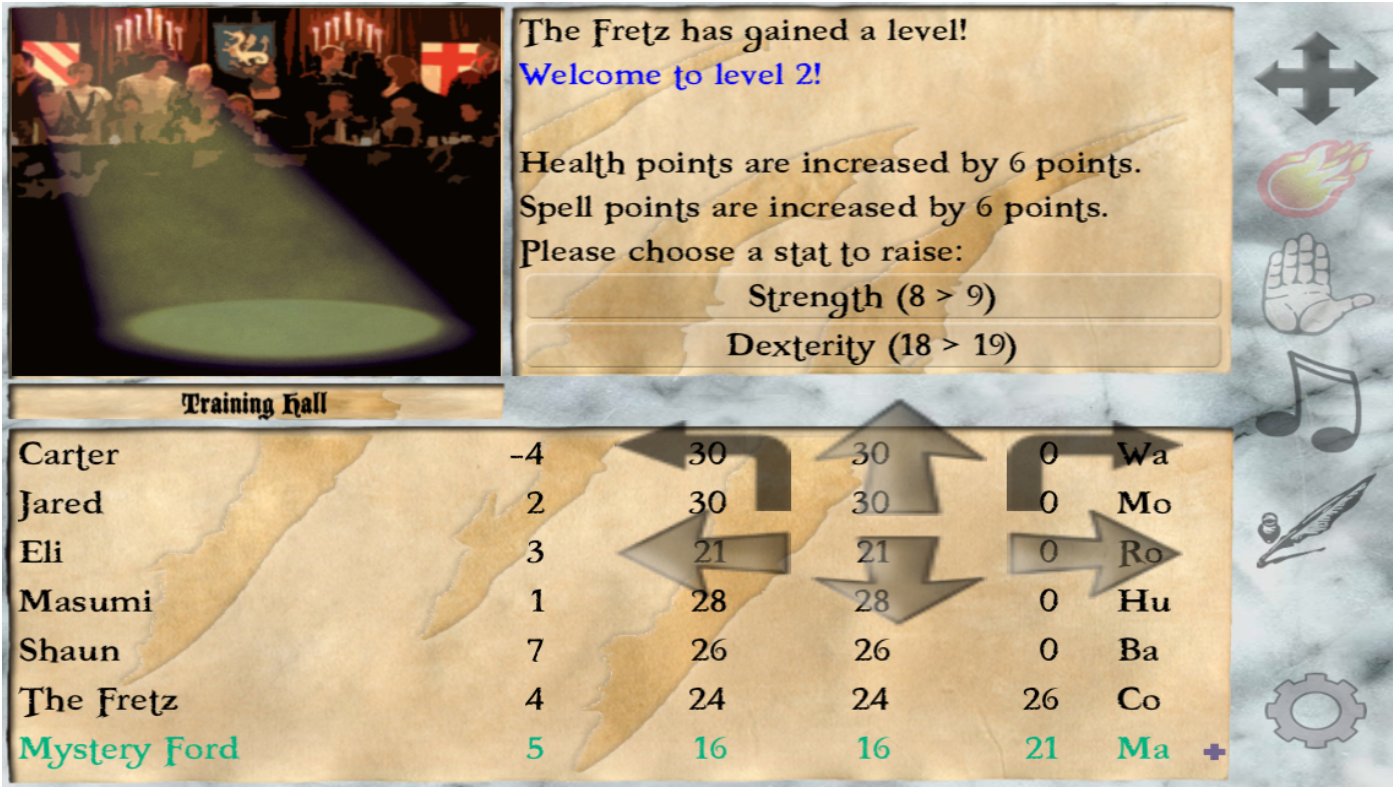 The Fretz has gained a level!
Welcome to level 2!
Health points are increased by 6 points.
Spell points are increased by 6 points.
Please choose a stat to raise:
Strength (8 > 9)
Dexterity (18 > 19)
Training Hall
Carter -4 30 30 0 Wa
Jared 2 30 30 0 Mo
Eli 3 21 21 0 Ro
Masumi 1 28 28 0 Hu
Shaun 7 26 26 0 Ba
The Fretz 4 24 24 26 Co
Mystery Ford 5 16 16 21 Ma +